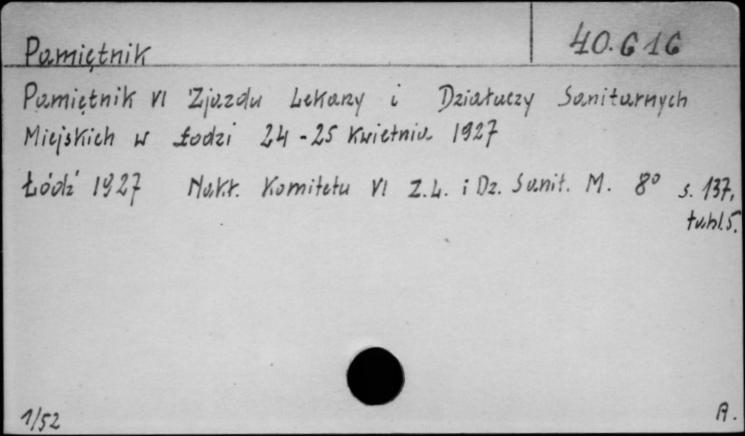 Pamiętnik 40.616
Pamiętnik VI Zjazdu Lekarzy i Działaczy Sanitarnych
Miejskich w Łodzi 24-25 Kwietnia 1927
Łódź 1927 Nakł. Komitetu VI Z.L. i Dz. Sanit. M. 8° s. 137,
tabl. 5.
1/52 A.